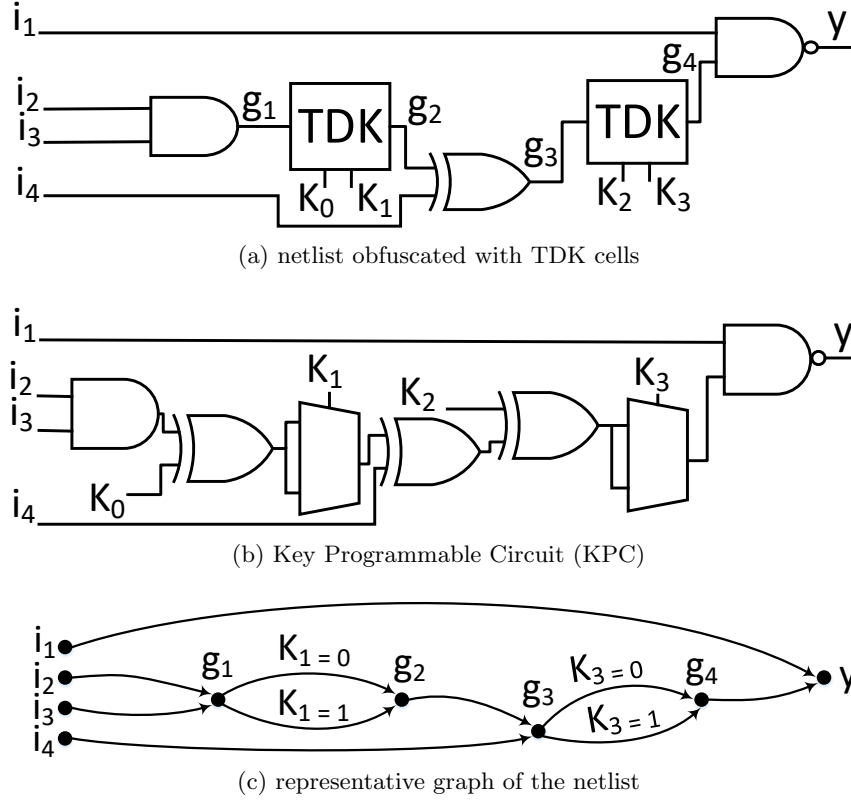 i₁ y
g₄
i₂ g₁ TDK g₂ TDK
i₃ g₃
i₄ K₀ K₁ K₂ K₃
(a) netlist obfuscated with TDK cells
i₁ y
i₂ K₁ K₂ K₃
i₃
K₀
i₄
(b) Key Programmable Circuit (KPC)
i₁ K₁ ₌ ₀ K₃ ₌ ₀
i₂ g₁ g₂ g₄ y
i₃ K₁ ₌ ₁ g₃ K₃ ₌ ₁
i₄
(c) representative graph of the netlist